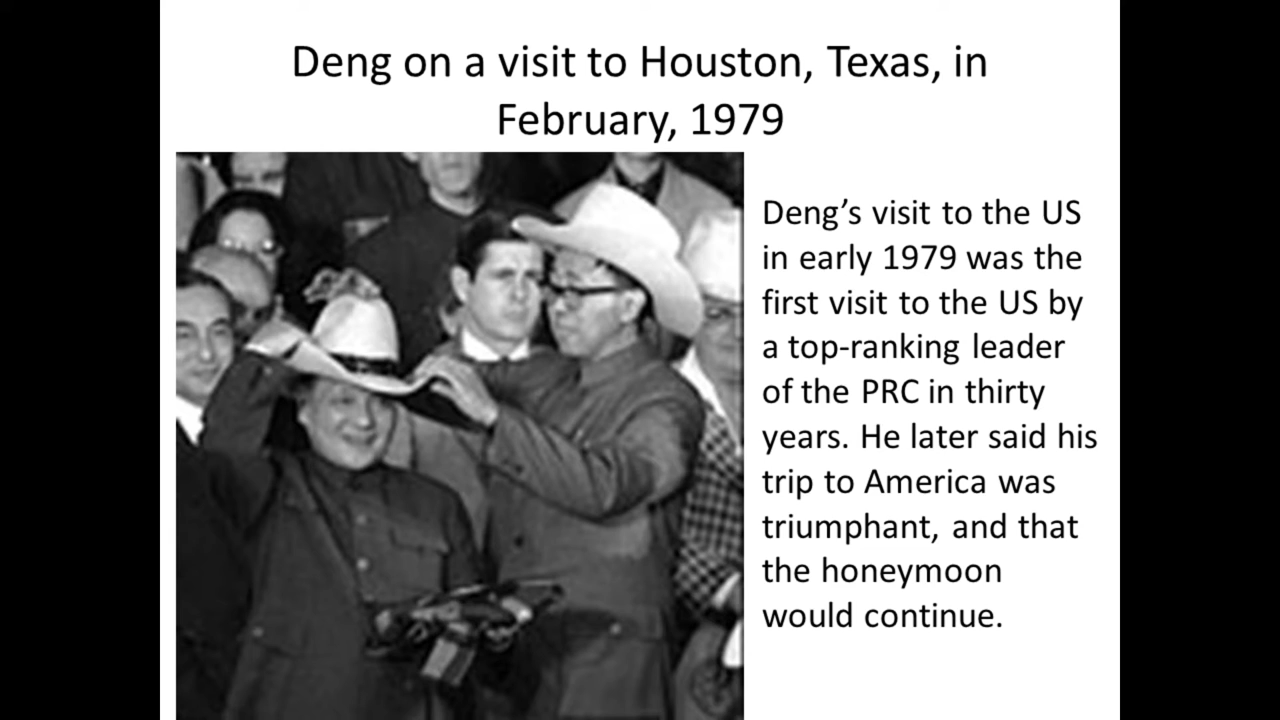 Deng on a visit to Houston, Texas, in
February, 1979
Deng’s visit to the US
in early 1979 was the
first visit to the US by
a top-ranking leader
of the PRC in thirty
years. He later said his
trip to America was
triumphant, and that
the honeymoon
would continue.